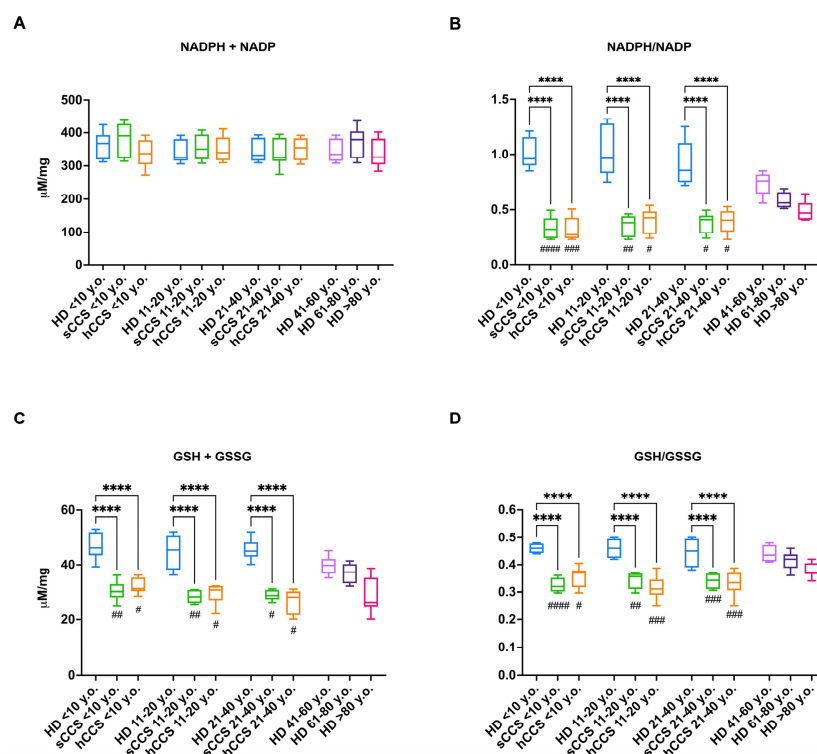 A
NADPH + NADP
500
400
300
200
100
0
μM/mg
HD <10 y.o.
sCCS <10 y.o.
hCCS <10 y.o.
HD 11-20 y.o.
sCCS 11-20 y.o.
hCCS 11-20 y.o.
HD 21-40 y.o.
sCCS 21-40 y.o.
hCCS 21-40 y.o.
HD 41-60 y.o.
HD 61-80 y.o.
HD >80 y.o.
B
NADPH/NADP
1.5
1.0
0.5
0.0
**** **** ****
**** **** ****
#### ### ## # # #
HD <10 y.o.
sCCS <10 y.o.
hCCS <10 y.o.
HD 11-20 y.o.
sCCS 11-20 y.o.
hCCS 11-20 y.o.
HD 21-40 y.o.
sCCS 21-40 y.o.
hCCS 21-40 y.o.
HD 41-60 y.o.
HD 61-80 y.o.
HD >80 y.o.
C
GSH + GSSG
60
40
20
0
μM/mg
**** **** ****
**** **** ****
## # ## # # #
HD <10 y.o.
sCCS <10 y.o.
hCCS <10 y.o.
HD 11-20 y.o.
sCCS 11-20 y.o.
hCCS 11-20 y.o.
HD 21-40 y.o.
sCCS 21-40 y.o.
hCCS 21-40 y.o.
HD 41-60 y.o.
HD 61-80 y.o.
HD >80 y.o.
D
GSH/GSSG
0.6
0.5
0.4
0.3
0.2
0.1
0.0
**** **** ****
**** **** ****
#### # ## ### ### ###
HD <10 y.o.
sCCS <10 y.o.
hCCS <10 y.o.
HD 11-20 y.o.
sCCS 11-20 y.o.
hCCS 11-20 y.o.
HD 21-40 y.o.
sCCS 21-40 y.o.
hCCS 21-40 y.o.
HD 41-60 y.o.
HD 61-80 y.o.
HD >80 y.o.